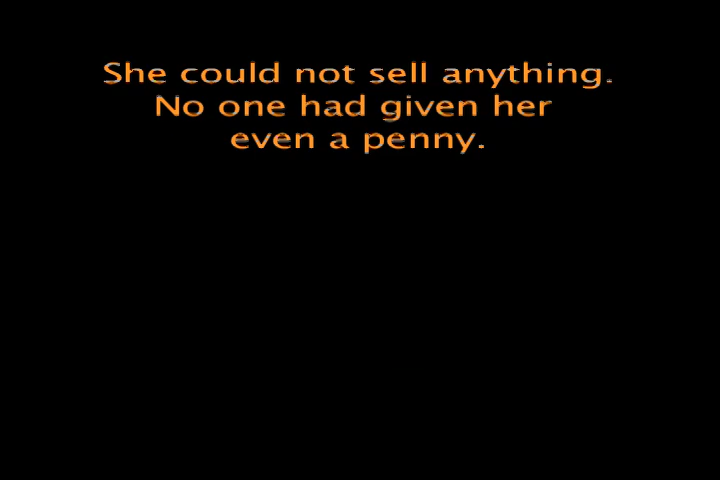 She could not sell anything.
No one had given her
even a penny.